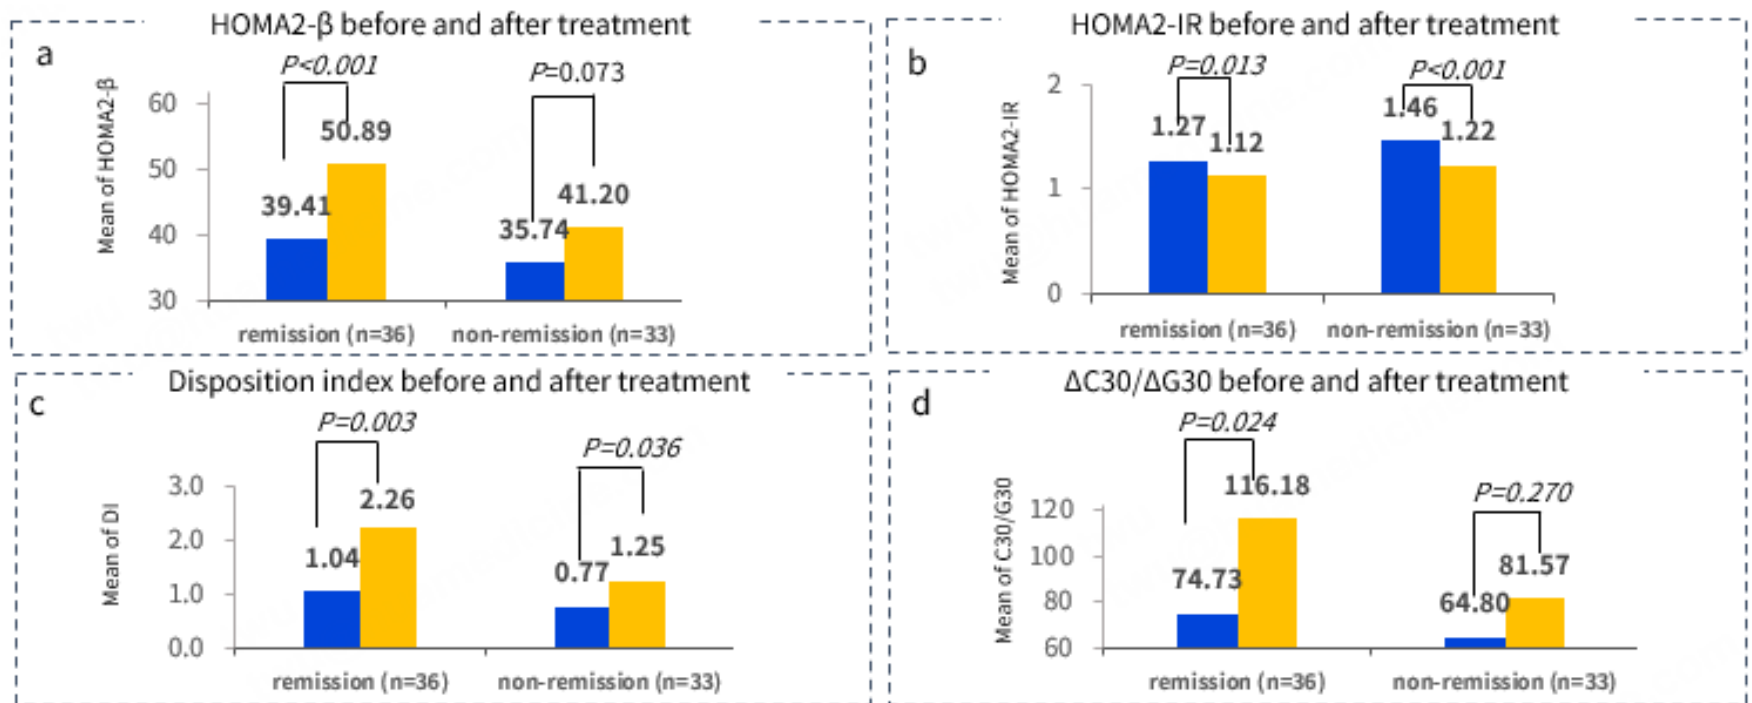 HOMA2-β before and after treatment
a
P<0.001
P=0.073
Mean of HOMA2-β
60
50
40
30
50.89
39.41
41.20
35.74
remission (n=36)
non-remission (n=33)
HOMA2-IR before and after treatment
b
P=0.013
P<0.001
Mean of HOMA2-IR
2
1
0
1.27
1.12
1.46
1.22
remission (n=36)
non-remission (n=33)
Disposition index before and after treatment
c
P=0.003
P=0.036
Mean of DI
3.0
2.0
1.0
0.0
2.26
1.04
1.25
0.77
remission (n=36)
non-remission (n=33)
ΔC30/ΔG30 before and after treatment
d
P=0.024
P=0.270
Mean of C30/G30
120
100
80
60
116.18
74.73
81.57
64.80
remission (n=36)
non-remission (n=33)